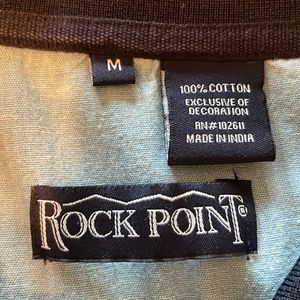 M
100% COTTON
EXCLUSIVE OF
DECORATION
RN#102611
MADE IN INDIA
ROCK POINT®